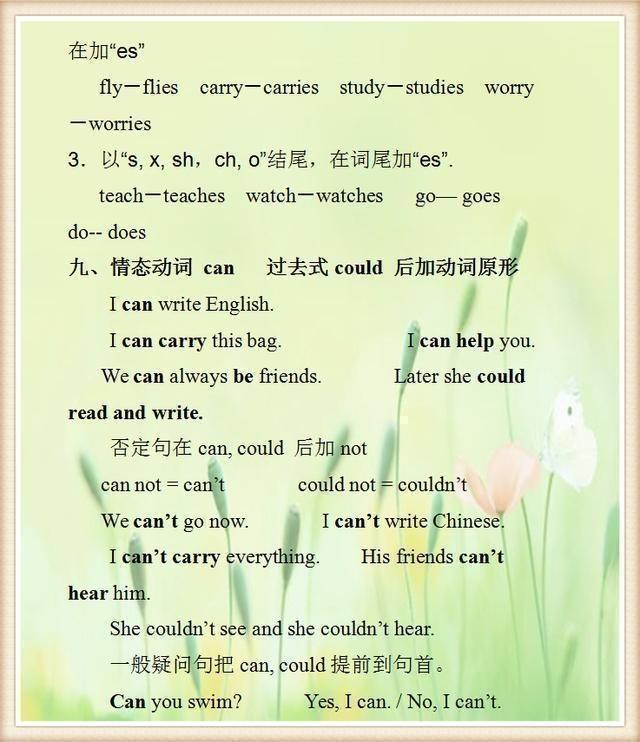 在加“es”
fly—flies carry—carries study—studies worry
—worries
3．以“s, x, sh，ch, o”结尾，在词尾加“es”.
teach—teaches watch—watches go— goes
do-- does
九、情态动词 can 过去式 could 后加动词原形
I can write English.
I can carry this bag. I can help you.
We can always be friends. Later she could
read and write.
否定句在 can, could 后加 not
can not = can’t could not = couldn’t
We can’t go now. I can’t write Chinese.
I can’t carry everything. His friends can’t
hear him.
She couldn’t see and she couldn’t hear.
一般疑问句把 can, could 提前到句首。
Can you swim? Yes, I can. / No, I can’t.